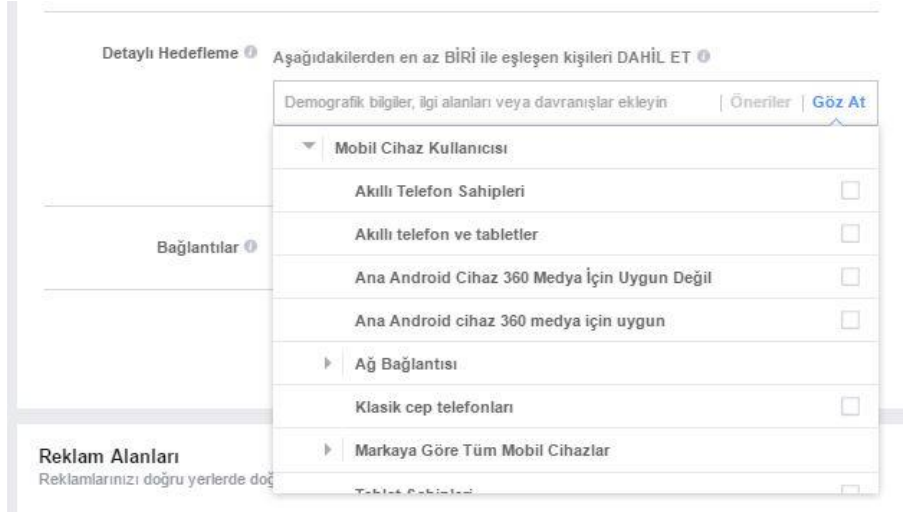 Detaylı Hedefleme
Aşağıdakilerden en az BİRİ ile eşleşen kişileri DAHİL ET
Demografik bilgiler, ilgi alanları veya davranışlar ekleyin | Öneriler | Göz At
Mobil Cihaz Kullanıcısı
Akıllı Telefon Sahipleri
Akıllı telefon ve tabletler
Bağlantılar
Ana Android Cihaz 360 Medya İçin Uygun Değil
Ana Android cihaz 360 medya için uygun
Ağ Bağlantısı
Klasik cep telefonları
Markaya Göre Tüm Mobil Cihazlar
Tablet Sahipleri
Reklam Alanları
Reklamlarınızı doğru yerlerde doğ